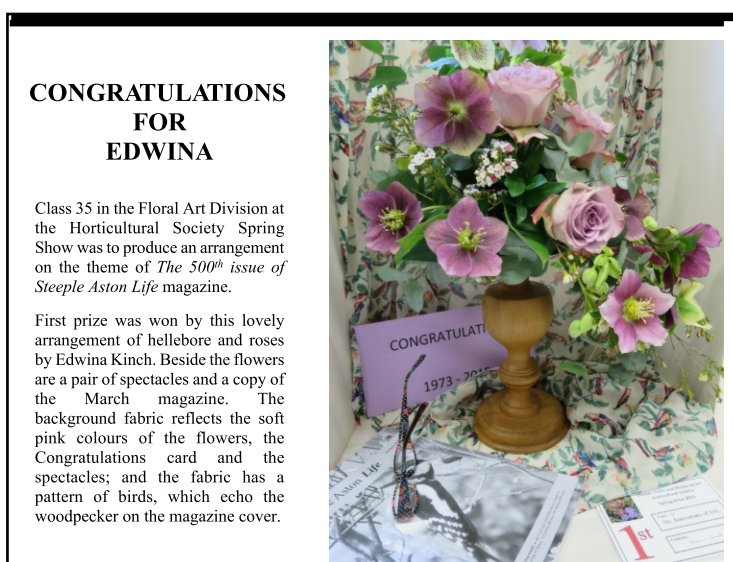 CONGRATULATIONS
FOR
EDWINA
Class 35 in the Floral Art Division at
the Horticultural Society Spring
Show was to produce an arrangement
on the theme of The 500th issue of
Steeple Aston Life magazine.
First prize was won by this lovely
arrangement of hellebore and roses
by Edwina Kinch. Beside the flowers
are a pair of spectacles and a copy of
the March magazine. The
background fabric reflects the soft
pink colours of the flowers, the
Congratulations card and the
spectacles; and the fabric has a
pattern of birds, which echo the
woodpecker on the magazine cover.
CONGRATULATI
1973 - 201
Aston Life
1st